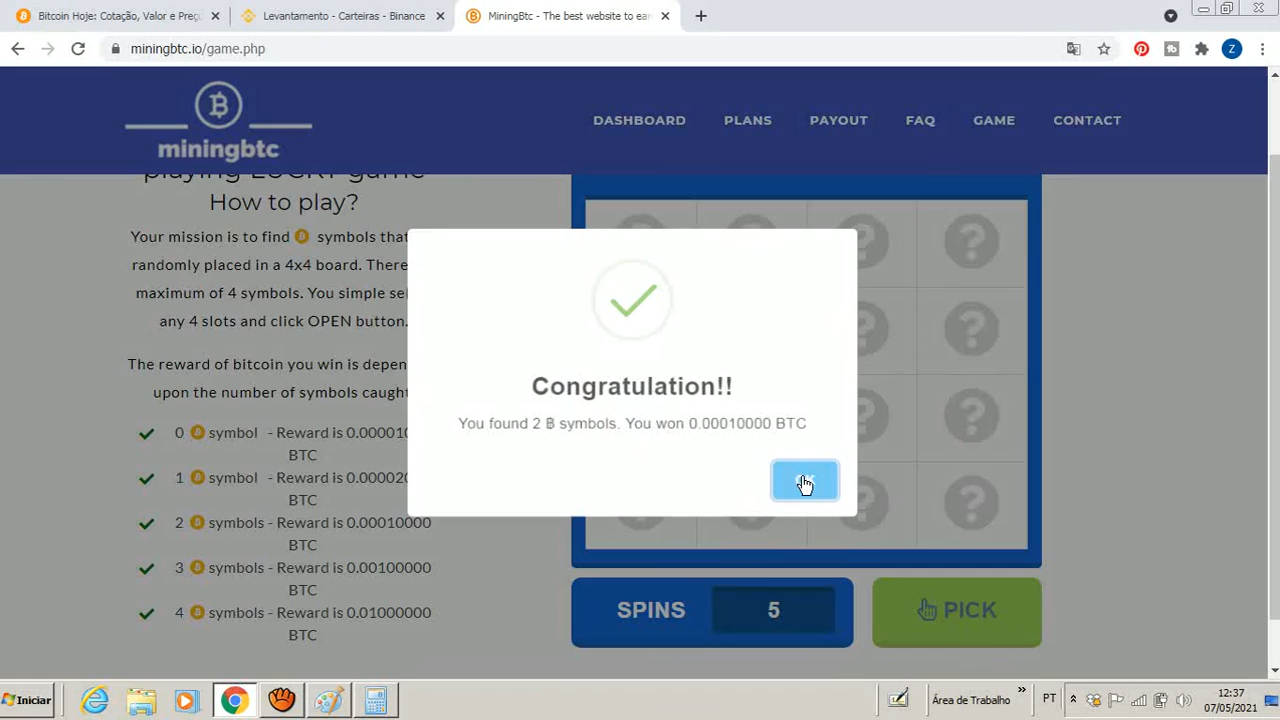 Bitcoin Hoje: Cotação, Valor e Preç
Levantamento - Carteiras - Binance
MiningBtc - The best website to ear
miningbtc.io/game.php
Z
miningbtc
DASHBOARD
PLANS
PAYOUT
FAQ
GAME
CONTACT
How to play?
Your mission is to find symbols that
randomly placed in a 4x4 board. There
maximum of 4 symbols. You simple se
any 4 slots and click OPEN button.
The reward of bitcoin you win is depen
upon the number of symbols caught
0 symbol - Reward is 0.00001
BTC
1 symbol - Reward is 0.00002
BTC
2 symbols - Reward is 0.00010000
BTC
3 symbols - Reward is 0.00100000
BTC
4 symbols - Reward is 0.01000000
BTC
Congratulation!!
You found 2 ฿ symbols. You won 0.00010000 BTC
SPINS 5
PICK
Iniciar
Área de Trabalho
PT
12:37
07/05/2021